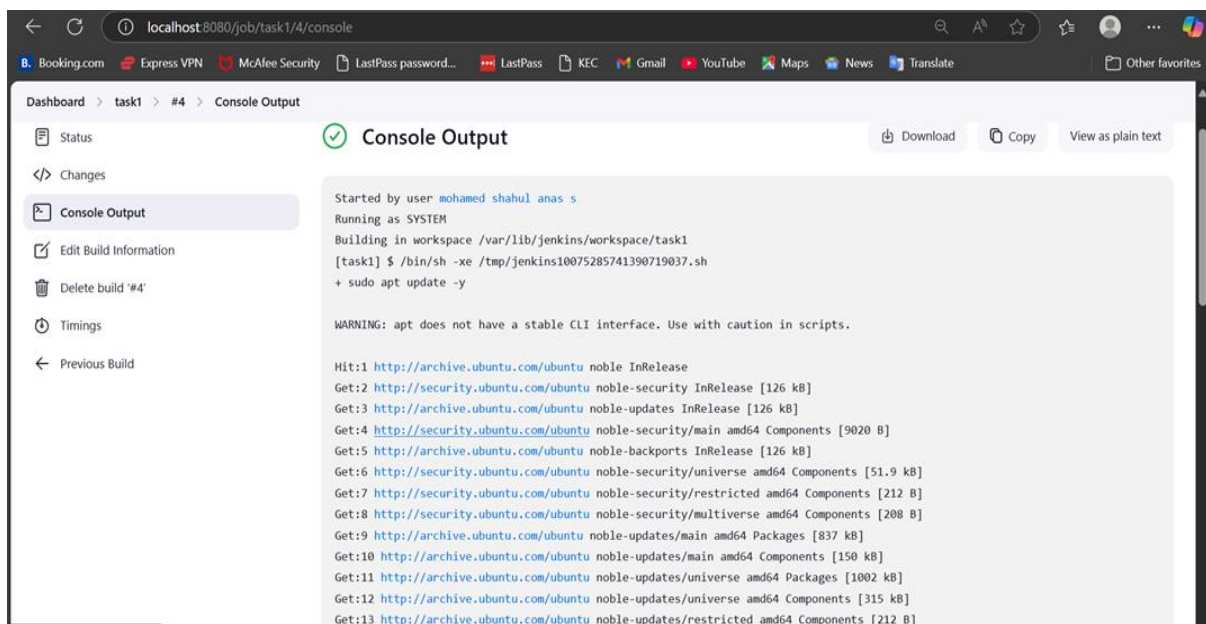 localhost:8080/job/task1/4/console
B. Booking.com Express VPN McAfee Security LastPass password... LastPass KEC Gmail YouTube Maps News Translate Other favorites
Dashboard > task1 > #4 > Console Output
Status
Changes
Console Output
Edit Build Information
Delete build '#4'
Timings
Previous Build
Console Output
Download Copy View as plain text
Started by user mohamed shahul anas s
Running as SYSTEM
Building in workspace /var/lib/jenkins/workspace/task1
[task1] $ /bin/sh -xe /tmp/jenkins10075285741390719037.sh
+ sudo apt update -y
WARNING: apt does not have a stable CLI interface. Use with caution in scripts.
Hit:1 http://archive.ubuntu.com/ubuntu noble InRelease
Get:2 http://security.ubuntu.com/ubuntu noble-security InRelease [126 kB]
Get:3 http://archive.ubuntu.com/ubuntu noble-updates InRelease [126 kB]
Get:4 http://security.ubuntu.com/ubuntu noble-security/main amd64 Components [9020 B]
Get:5 http://archive.ubuntu.com/ubuntu noble-backports InRelease [126 kB]
Get:6 http://security.ubuntu.com/ubuntu noble-security/universe amd64 Components [51.9 kB]
Get:7 http://security.ubuntu.com/ubuntu noble-security/restricted amd64 Components [212 B]
Get:8 http://security.ubuntu.com/ubuntu noble-security/multiverse amd64 Components [208 B]
Get:9 http://archive.ubuntu.com/ubuntu noble-updates/main amd64 Packages [837 kB]
Get:10 http://archive.ubuntu.com/ubuntu noble-updates/main amd64 Components [150 kB]
Get:11 http://archive.ubuntu.com/ubuntu noble-updates/universe amd64 Packages [1002 kB]
Get:12 http://archive.ubuntu.com/ubuntu noble-updates/universe amd64 Components [315 kB]
Get:13 http://archive.ubuntu.com/ubuntu noble-updates/restricted amd64 Components [212 B]